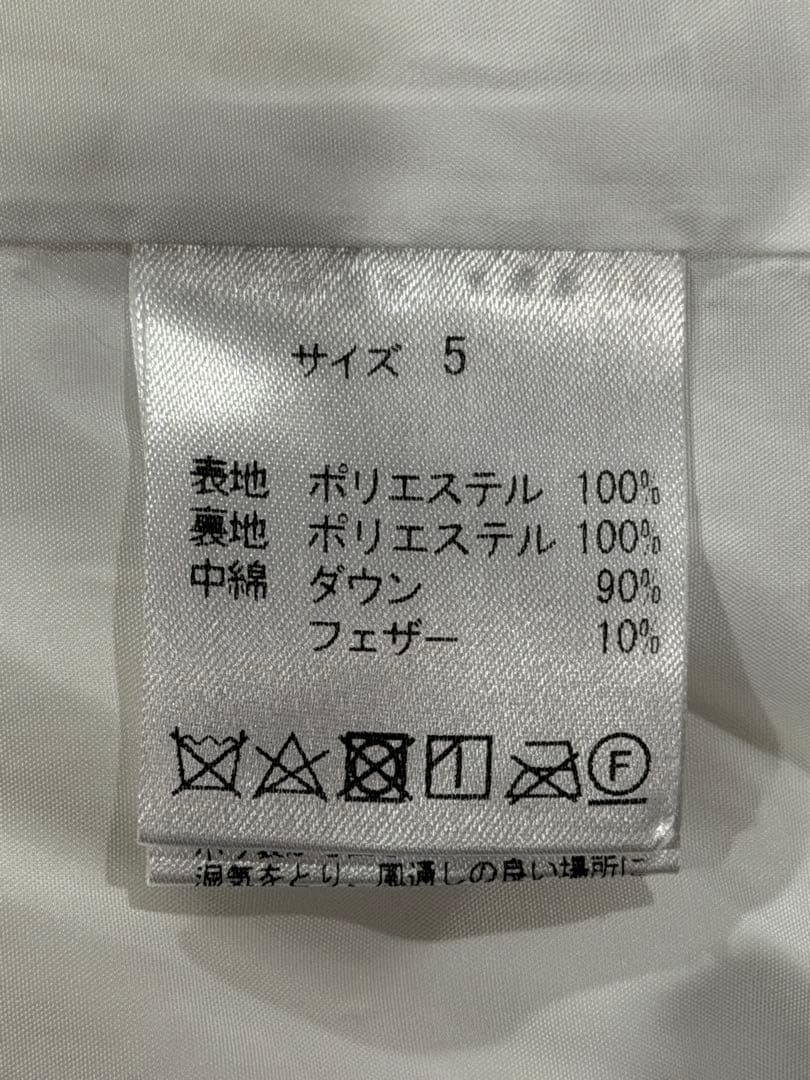 サイズ 5
表地 ポリエステル 100%
裏地 ポリエステル 100%
中綿 ダウン 90%
フェザー 10%
F
湿気をとり、風通しの良い場所に